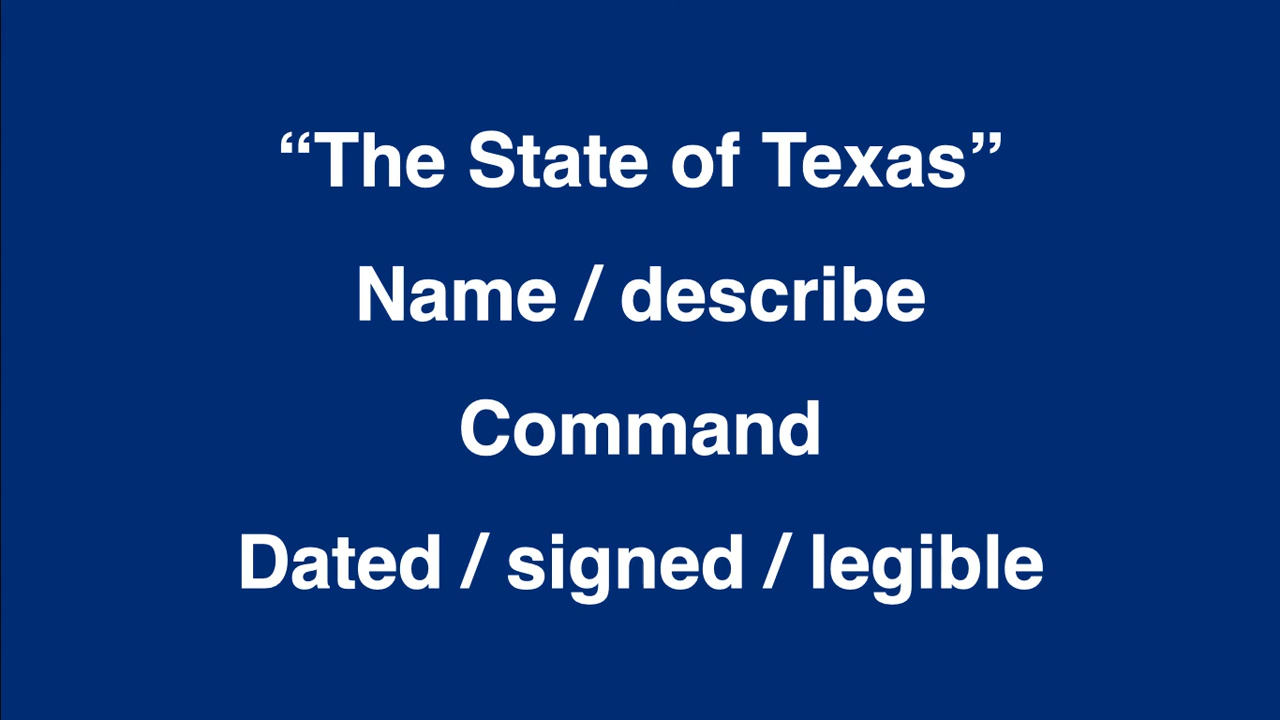 “The State of Texas”
Name / describe
Command
Dated / signed / legible